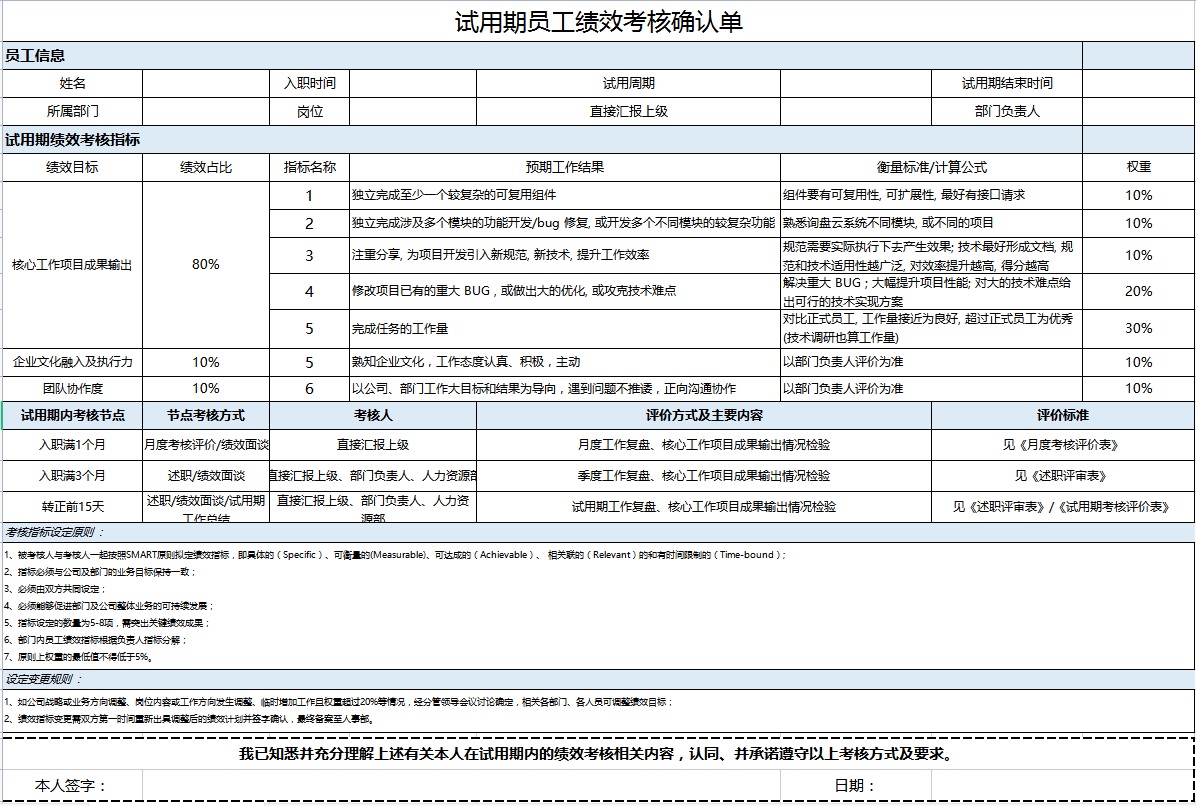 试用期员工绩效考核确认单
员工信息
姓名 入职时间 试用周期 试用期结束时间
所属部门 岗位 直接汇报上级 部门负责人
试用期绩效考核指标
绩效目标 绩效占比 指标名称 预期工作结果 衡量标准/计算公式 权重
核心工作项目成果输出 80%
1 独立完成至少一个较复杂的可复用组件 组件要有可复用性, 可扩展性, 最好有接口请求 10%
2 独立完成涉及多个模块的功能开发/bug 修复, 或开发多个不同模块的较复杂功能 熟悉询盘云系统不同模块, 或不同的项目 10%
3 注重分享, 为项目开发引入新规范, 新技术, 提升工作效率 规范需要实际执行下去产生效果; 技术最好形成文档, 规
范和技术适用性越广泛, 对效率提升越高, 得分越高 10%
4 修改项目已有的重大 BUG，或做出大的优化, 或攻克技术难点 解决重大 BUG；大幅提升项目性能; 对大的技术难点给
出可行的技术实现方案 20%
5 完成任务的工作量 对比正式员工, 工作量接近为良好, 超过正式员工为优秀
(技术调研也算工作量) 30%
企业文化融入及执行力 10% 5 熟知企业文化，工作态度认真、积极，主动 以部门负责人评价为准 10%
团队协作度 10% 6 以公司、部门工作大目标和结果为导向，遇到问题不推诿，正向沟通协作 以部门负责人评价为准 10%
试用期内考核节点 节点考核方式 考核人 评价方式及主要内容 评价标准
入职满1个月 月度考核评价/绩效面谈 直接汇报上级 月度工作复盘、核心工作项目成果输出情况检验 见《月度考核评价表》
入职满3个月 述职/绩效面谈 直接汇报上级、部门负责人、人力资源部 季度工作复盘、核心工作项目成果输出情况检验 见《述职评审表》
转正前15天 述职/绩效面谈/试用期
工作总结 直接汇报上级、部门负责人、人力资
源部 试用期工作复盘、核心工作项目成果输出情况检验 见《述职评审表》/《试用期考核评价表》
考核指标设定原则：
1、被考核人与考核人一起按照SMART原则拟定绩效指标，即具体的（Specific）、可衡量的(Measurable)、可达成的（Achievable）、 相关联的（Relevant）的和有时间限制的（Time-bound）；
2、指标必须与公司及部门的业务目标保持一致；
3、必须由双方共同设定；
4、必须能够促进部门及公司整体业务的可持续发展；
5、指标设定的数量为5-8项，需突出关键绩效成果；
6、部门内员工绩效指标根据负责人指标分解；
7、原则上权重的最低值不得低于5%。
设定变更规则：
1、如公司战略或业务方向调整、岗位内容或工作方向发生调整、临时增加工作且权重超过20%等情况，经分管领导会议讨论确定，相关各部门、各人员可调整绩效目标；
2、绩效指标变更需双方第一时间重新出具调整后的绩效计划并签字确认，最终备案至人事部。
我已知悉并充分理解上述有关本人在试用期内的绩效考核相关内容，认同、并承诺遵守以上考核方式及要求。
本人签字： 日期：